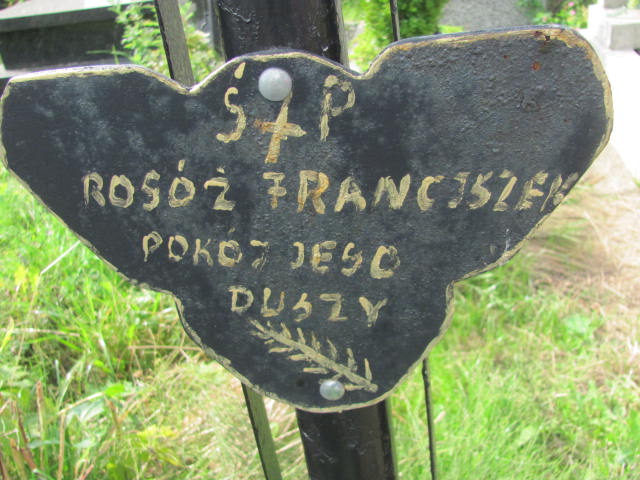 Ś P
ROSÓŻ FRANCISZEK
POKÓJ JEGO
DUSZY